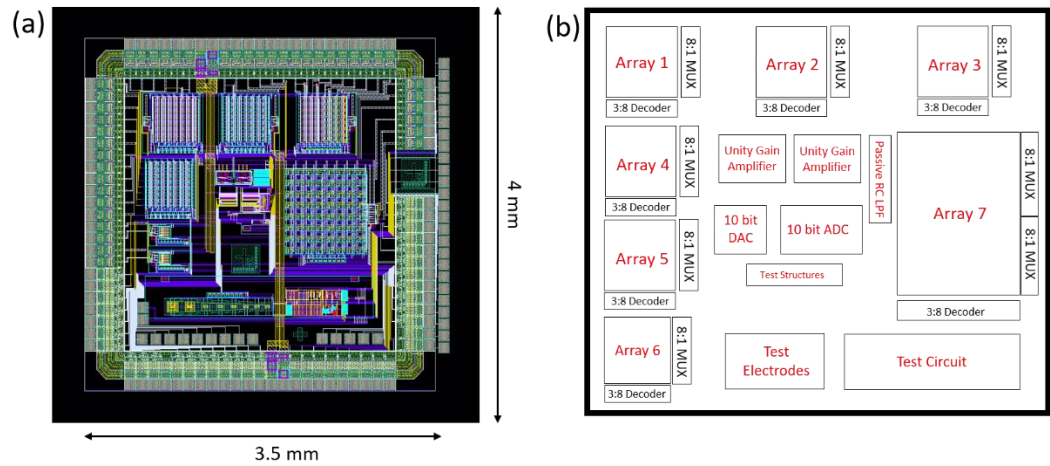 (a)
4 mm
3.5 mm
(b)
Array 1
8:1 MUX
3:8 Decoder
Array 2
8:1 MUX
3:8 Decoder
Array 3
8:1 MUX
3:8 Decoder
Array 4
8:1 MUX
3:8 Decoder
Unity Gain
Amplifier
Unity Gain
Amplifier
Passive RC LPF
Array 7
8:1 MUX
8:1 MUX
3:8 Decoder
Array 5
8:1 MUX
3:8 Decoder
10 bit
DAC
10 bit ADC
Test Structures
Array 6
8:1 MUX
3:8 Decoder
Test
Electrodes
Test Circuit